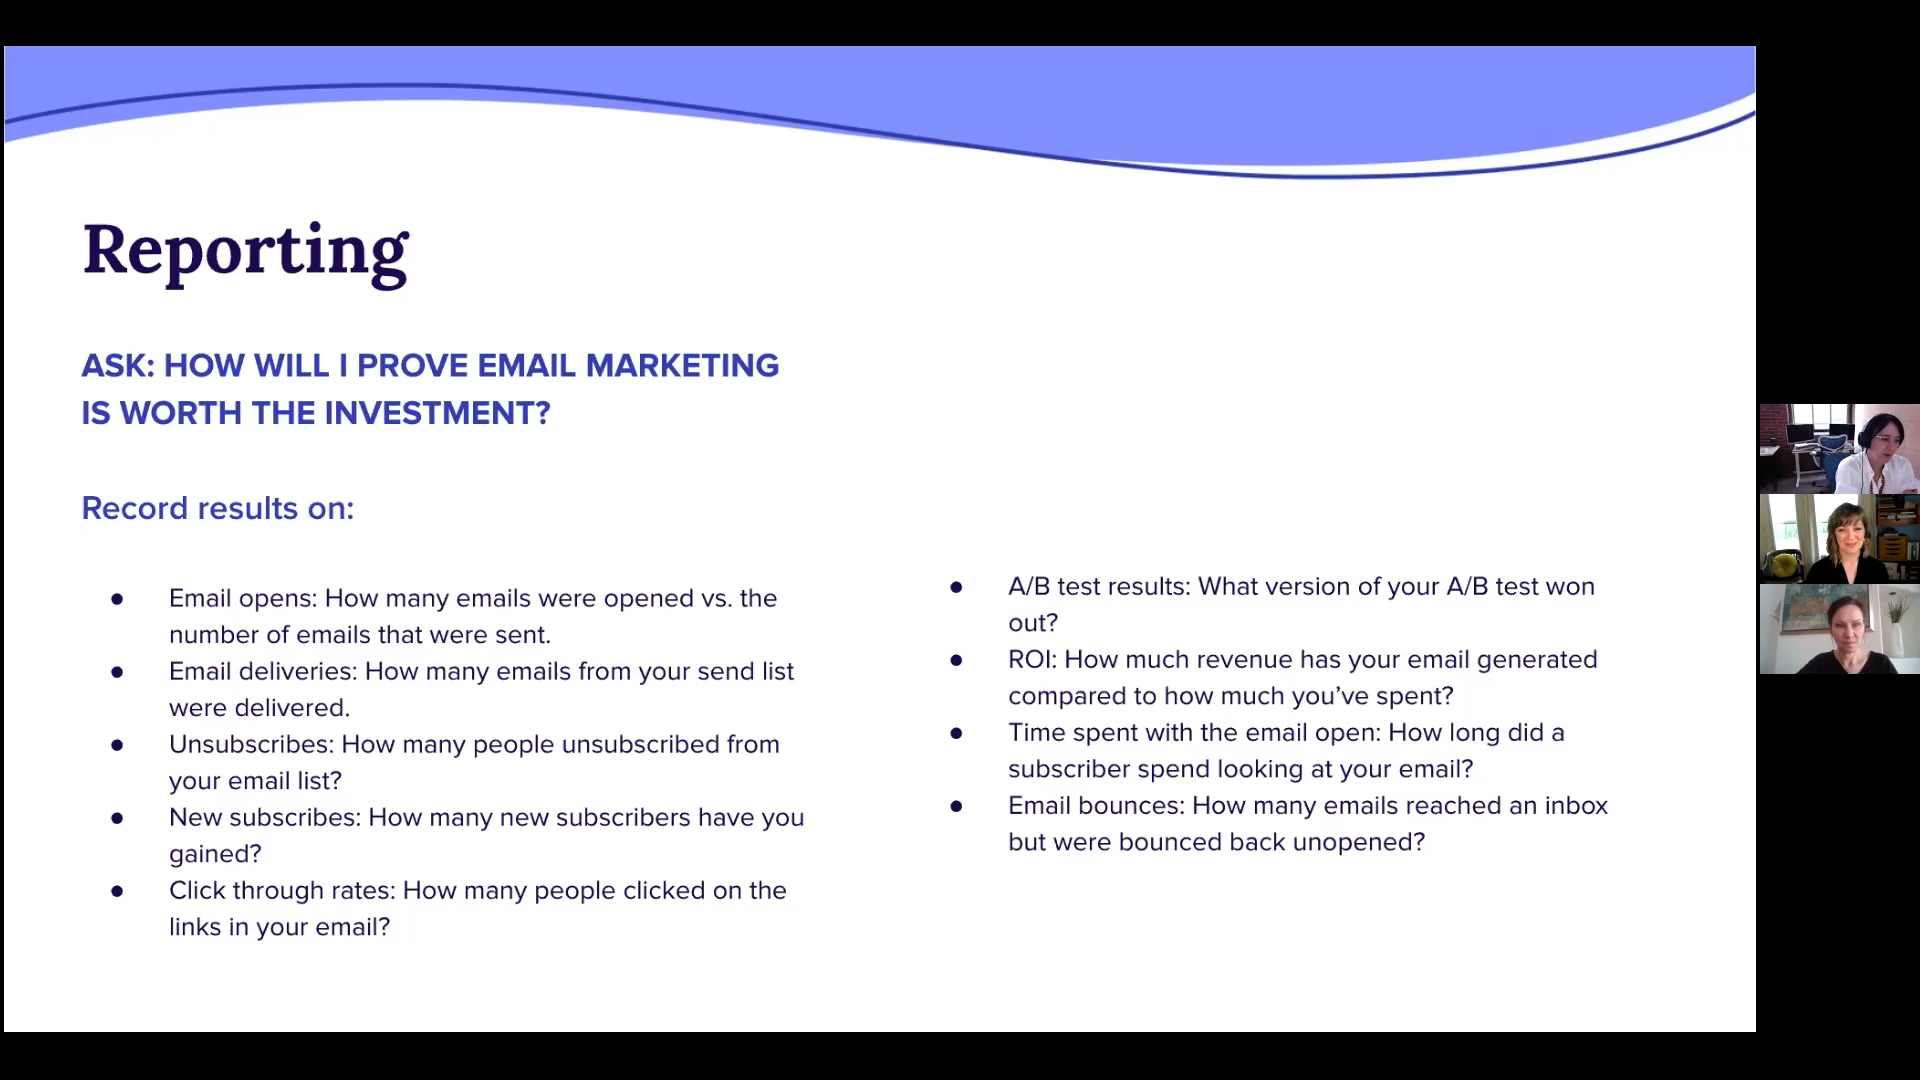 Reporting
ASK: HOW WILL I PROVE EMAIL MARKETING
IS WORTH THE INVESTMENT?
Record results on:
● Email opens: How many emails were opened vs. the
number of emails that were sent.
● Email deliveries: How many emails from your send list
were delivered.
● Unsubscribes: How many people unsubscribed from
your email list?
● New subscribes: How many new subscribers have you
gained?
● Click through rates: How many people clicked on the
links in your email?
● A/B test results: What version of your A/B test won
out?
● ROI: How much revenue has your email generated
compared to how much you’ve spent?
● Time spent with the email open: How long did a
subscriber spend looking at your email?
● Email bounces: How many emails reached an inbox
but were bounced back unopened?